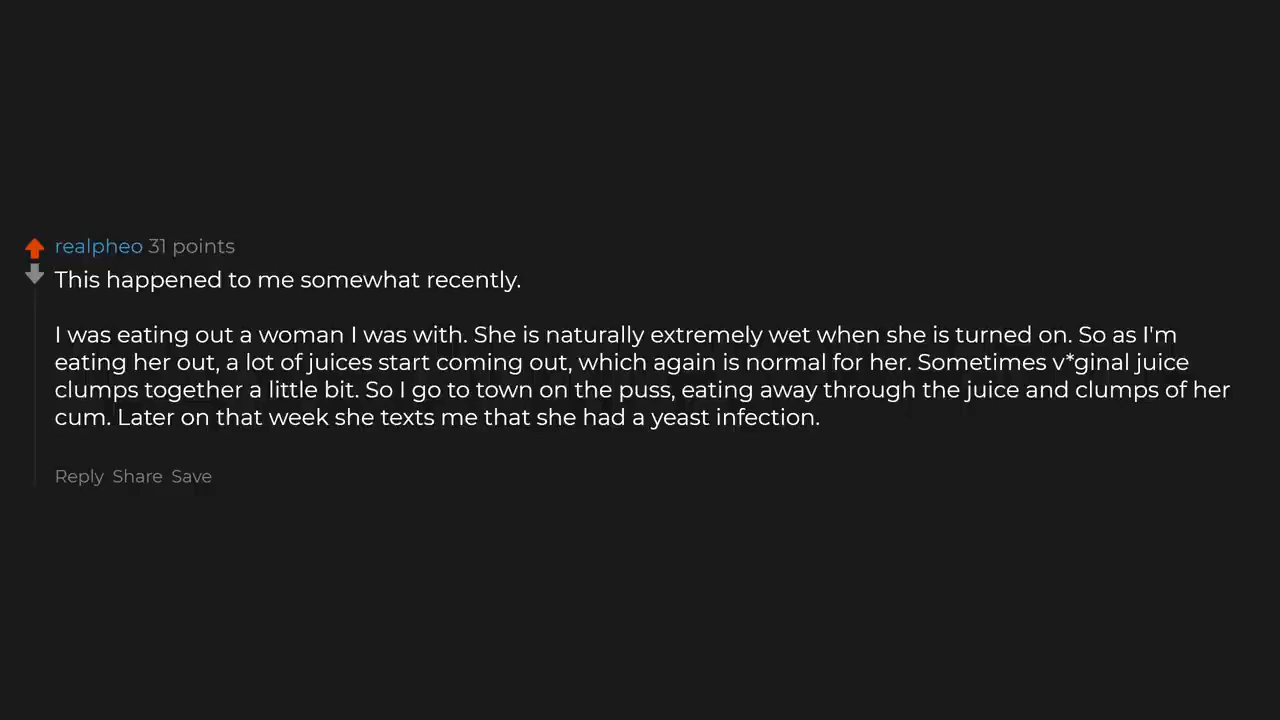 realpheo 31 points
This happened to me somewhat recently.
I was eating out a woman I was with. She is naturally extremely wet when she is turned on. So as I'm
eating her out, a lot of juices start coming out, which again is normal for her. Sometimes v*ginal juice
clumps together a little bit. So I go to town on the puss, eating away through the juice and clumps of her
cum. Later on that week she texts me that she had a yeast infection.
Reply Share Save